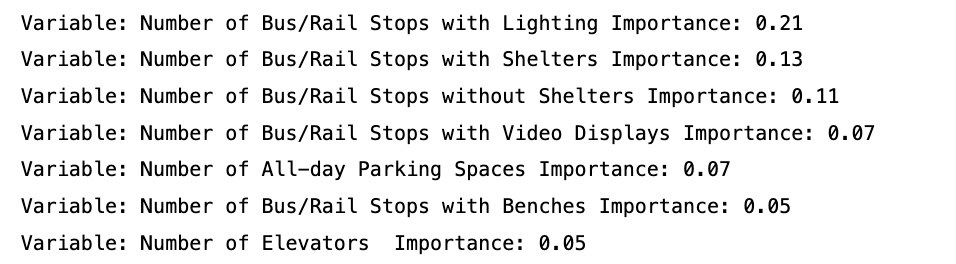 Variable: Number of Bus/Rail Stops with Lighting Importance: 0.21
Variable: Number of Bus/Rail Stops with Shelters Importance: 0.13
Variable: Number of Bus/Rail Stops without Shelters Importance: 0.11
Variable: Number of Bus/Rail Stops with Video Displays Importance: 0.07
Variable: Number of All-day Parking Spaces Importance: 0.07
Variable: Number of Bus/Rail Stops with Benches Importance: 0.05
Variable: Number of Elevators  Importance: 0.05